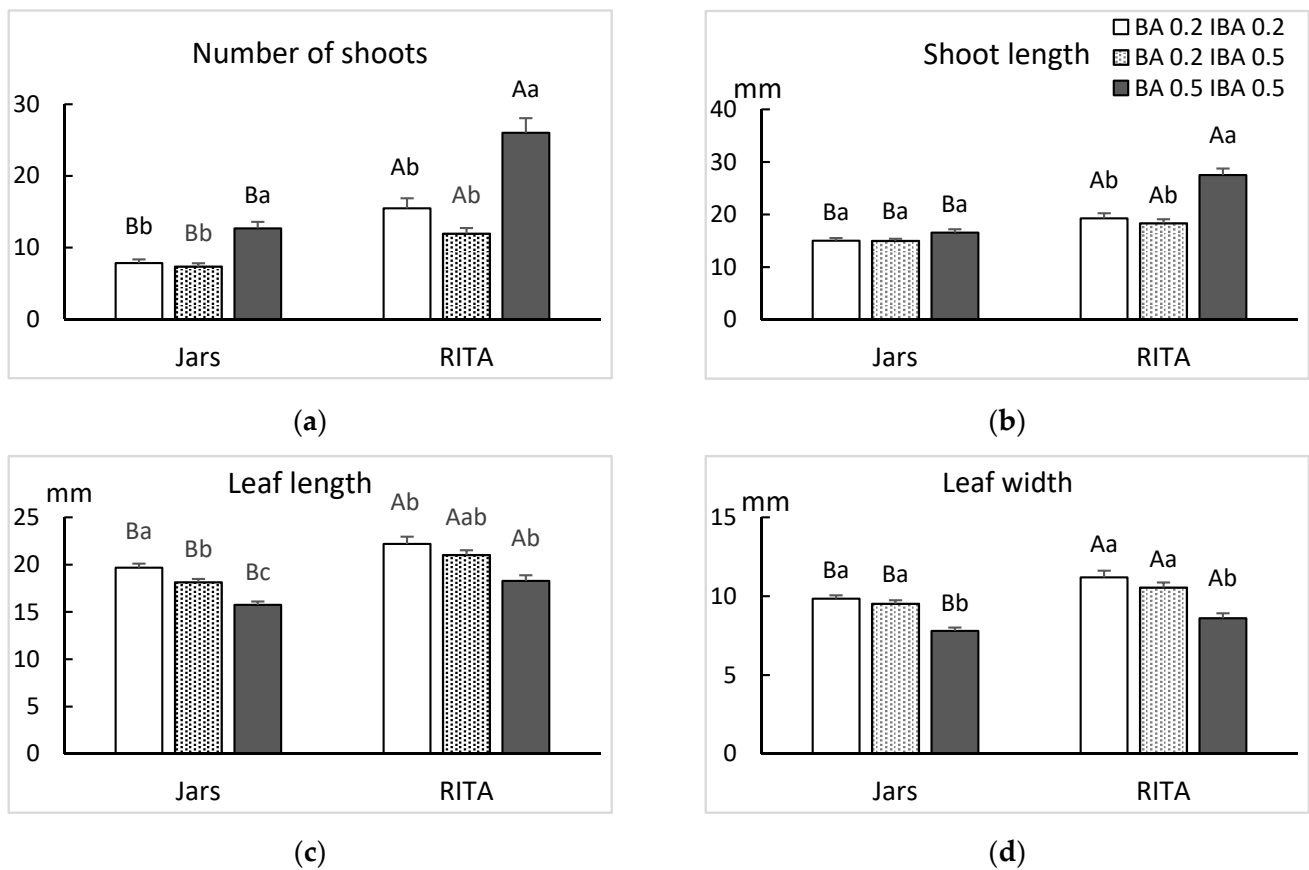 Number of shoots
30
20
10
0
Bb
Bb
Ba
Ab
Ab
Aa
Jars
RITA
(a)
Shoot length
BA 0.2 IBA 0.2
BA 0.2 IBA 0.5
BA 0.5 IBA 0.5
mm
40
30
20
10
0
Ba
Ba
Ba
Ab
Ab
Aa
Jars
RITA
(b)
Leaf length
mm
25
20
15
10
5
0
Ba
Bb
Bc
Ab
Aab
Ab
Jars
RITA
(c)
Leaf width
mm
15
10
5
0
Ba
Ba
Bb
Aa
Aa
Ab
Jars
RITA
(d)